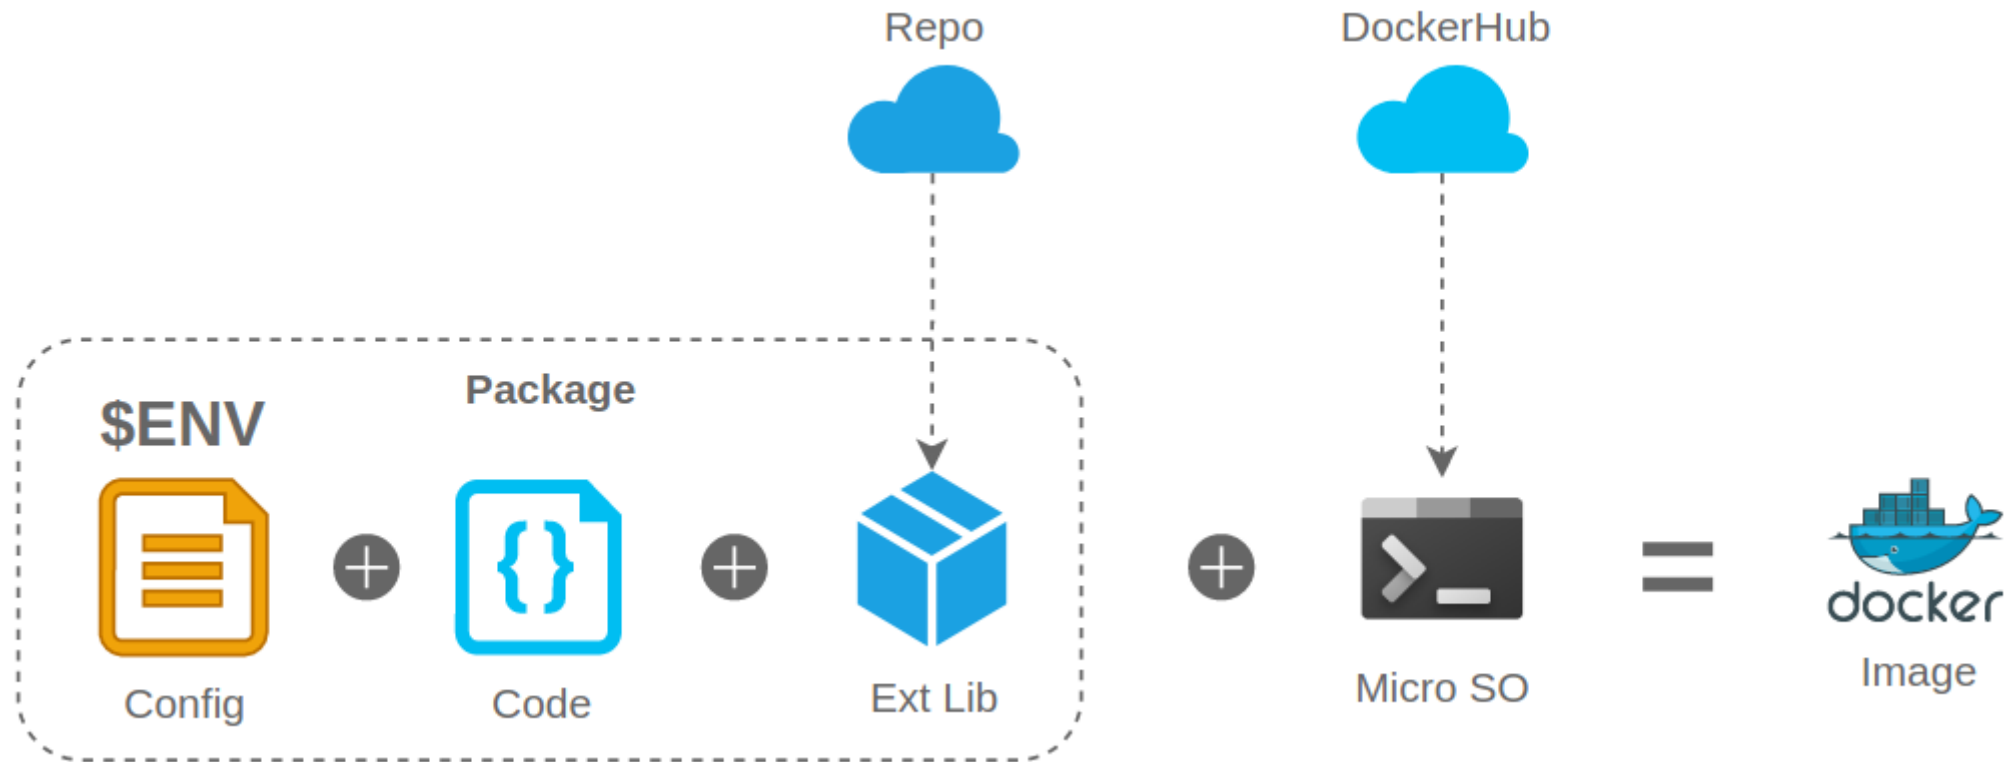 Repo
DockerHub
Package
$ENV
Config
Code
Ext Lib
Micro SO
docker
Image